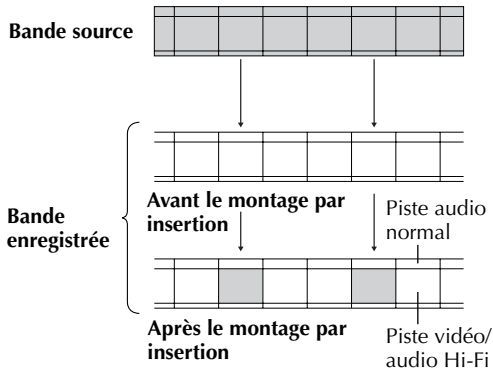 Bande source
Avant le montage par
insertion
Bande
enregistrée
Piste audio
normal
Après le montage par
insertion
Piste vidéo/
audio Hi-Fi